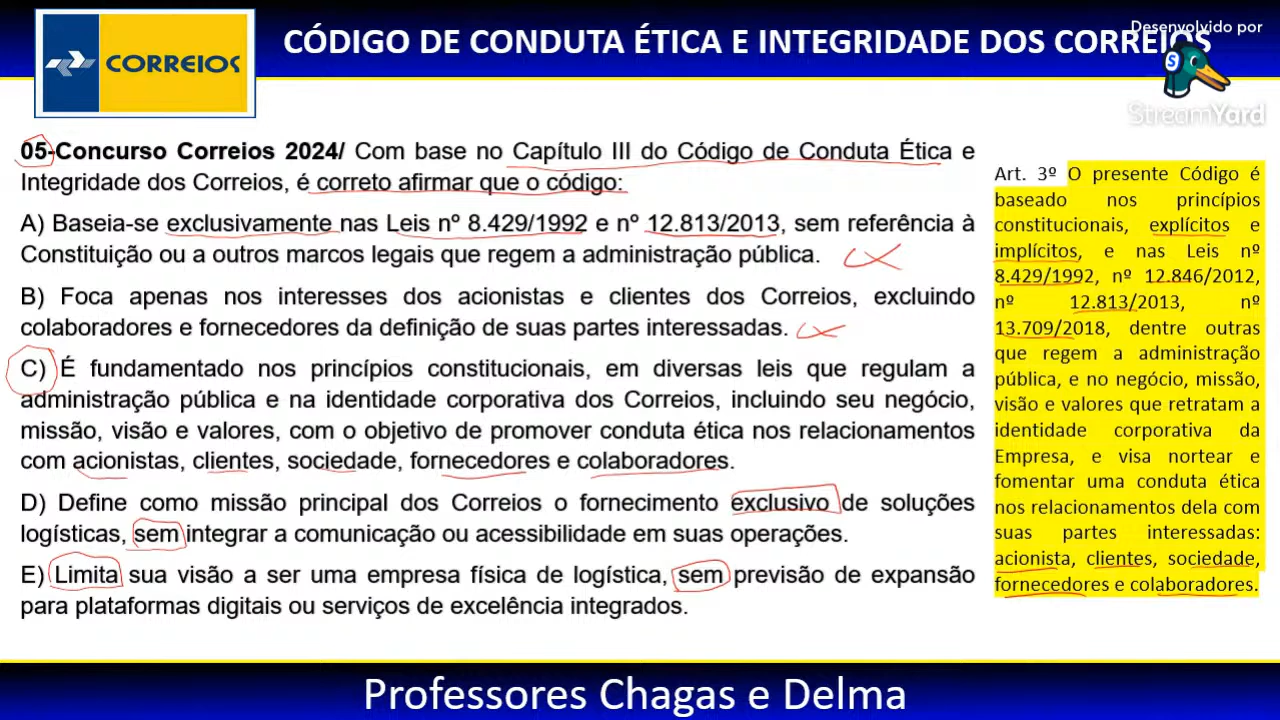 CORREIOS
CÓDIGO DE CONDUTA ÉTICA E INTEGRIDADE DOS CORREIOS
Desenvolvido por
S
StreamYard
05-Concurso Correios 2024/ Com base no Capítulo III do Código de Conduta Ética e
Integridade dos Correios, é correto afirmar que o código:
A) Baseia-se exclusivamente nas Leis nº 8.429/1992 e nº 12.813/2013, sem referência à
Constituição ou a outros marcos legais que regem a administração pública.
B) Foca apenas nos interesses dos acionistas e clientes dos Correios, excluindo
colaboradores e fornecedores da definição de suas partes interessadas.
C) É fundamentado nos princípios constitucionais, em diversas leis que regulam a
administração pública e na identidade corporativa dos Correios, incluindo seu negócio,
missão, visão e valores, com o objetivo de promover conduta ética nos relacionamentos
com acionistas, clientes, sociedade, fornecedores e colaboradores.
D) Define como missão principal dos Correios o fornecimento exclusivo de soluções
logísticas, sem integrar a comunicação ou acessibilidade em suas operações.
E) Limita sua visão a ser uma empresa física de logística, sem previsão de expansão
para plataformas digitais ou serviços de excelência integrados.
Art. 3º O presente Código é
baseado nos princípios
constitucionais, explícitos e
implícitos, e nas Leis nº
8.429/1992, nº 12.846/2012,
nº 12.813/2013, nº
13.709/2018, dentre outras
que regem a administração
pública, e no negócio, missão,
visão e valores que retratam a
identidade corporativa da
Empresa, e visa nortear e
fomentar uma conduta ética
nos relacionamentos dela com
suas partes interessadas:
acionista, clientes, sociedade,
fornecedores e colaboradores.
Professores Chagas e Delma